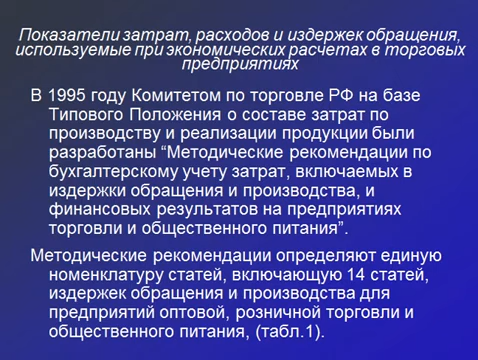 Показатели затрат, расходов и издержек обращения,
используемые при экономических расчетах в торговых
предприятиях
В 1995 году Комитетом по торговле РФ на базе
Типового Положения о составе затрат по
производству и реализации продукции были
разработаны “Методические рекомендации по
бухгалтерскому учету затрат, включаемых в
издержки обращения и производства, и
финансовых результатов на предприятиях
торговли и общественного питания”.
Методические рекомендации определяют единую
номенклатуру статей, включающую 14 статей,
издержек обращения и производства для
предприятий оптовой, розничной торговли и
общественного питания, (табл.1).